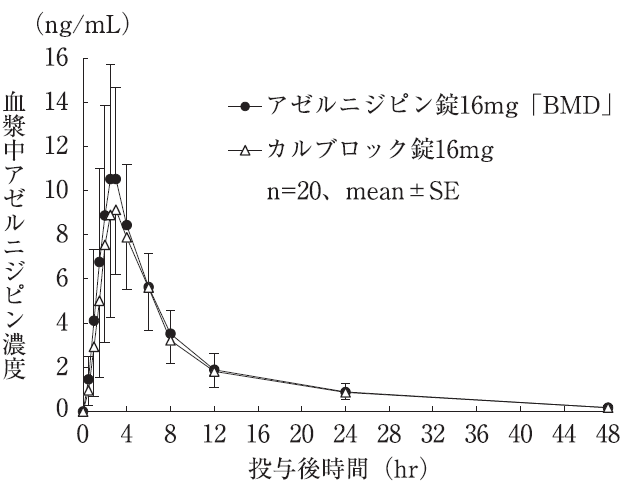 (ng/mL)
16
14
12
10
8
6
4
2
0
血漿中アゼルニジピン濃度
アゼルニジピン錠16mg「BMD」
カルブロック錠16mg
n=20、mean±SE
0 4 8 12 16 20 24 28 32 36 40 44 48
投与後時間 (hr)